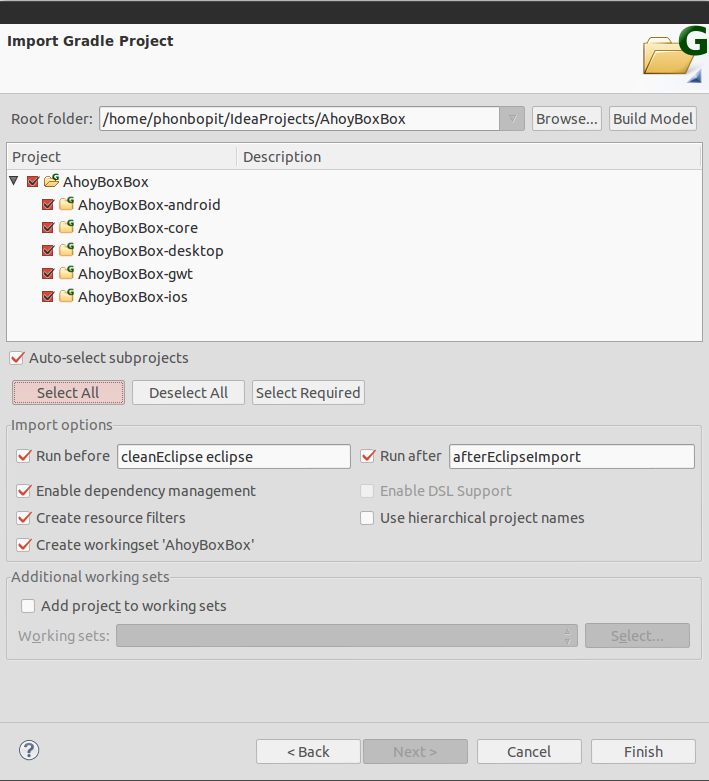 Import Gradle Project
G
Root folder: /home/phonbopit/IdeaProjects/AhoyBoxBox Browse... Build Model
Project Description
AhoyBoxBox
AhoyBoxBox-android
AhoyBoxBox-core
AhoyBoxBox-desktop
AhoyBoxBox-gwt
AhoyBoxBox-ios
Auto-select subprojects
Select All Deselect All Select Required
Import options
Run before cleanEclipse eclipse Run after afterEclipseImport
Enable dependency management Enable DSL Support
Create resource filters Use hierarchical project names
Create workingset 'AhoyBoxBox'
Additional working sets
Add project to working sets
Working sets: Select...
? < Back Next > Cancel Finish